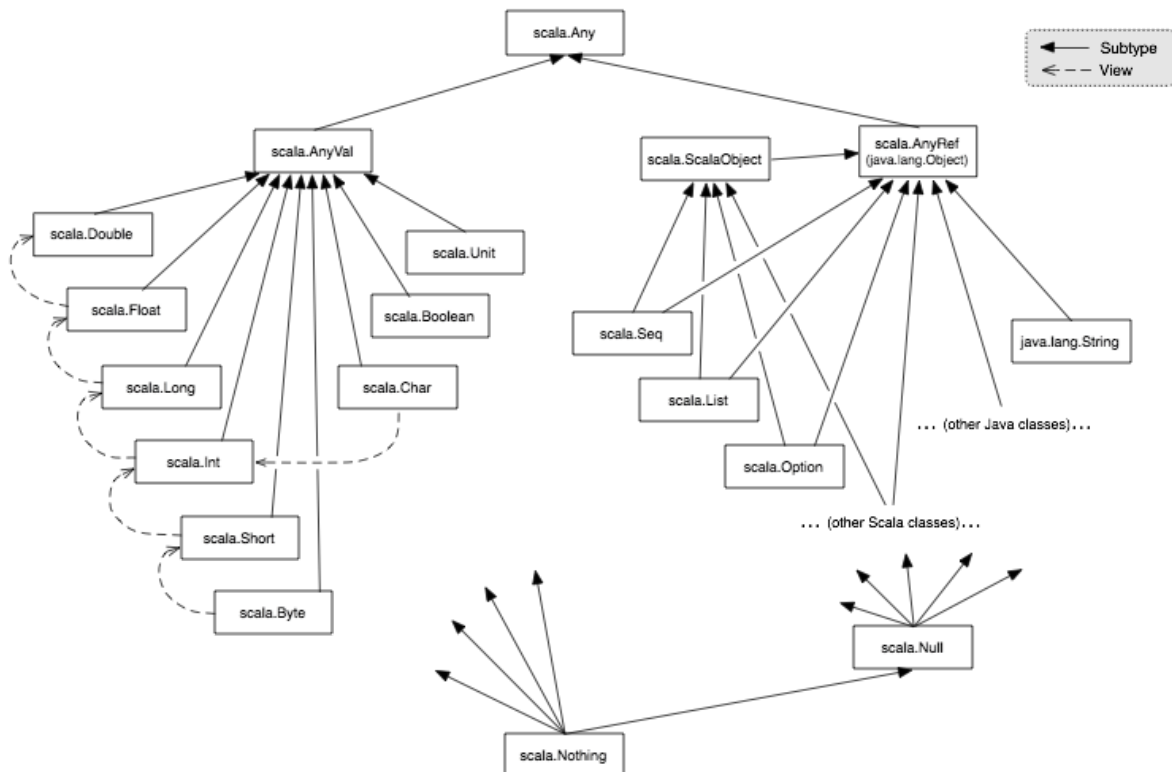 scala.Any
Subtype
View
scala.AnyVal
scala.ScalaObject
scala.AnyRef
(java.lang.Object)
scala.Double
scala.Unit
scala.Float
scala.Boolean
scala.Seq
java.lang.String
scala.Long
scala.Char
scala.List
... (other Java classes)...
scala.Int
scala.Option
scala.Short
... (other Scala classes)...
scala.Byte
scala.Null
scala.Nothing